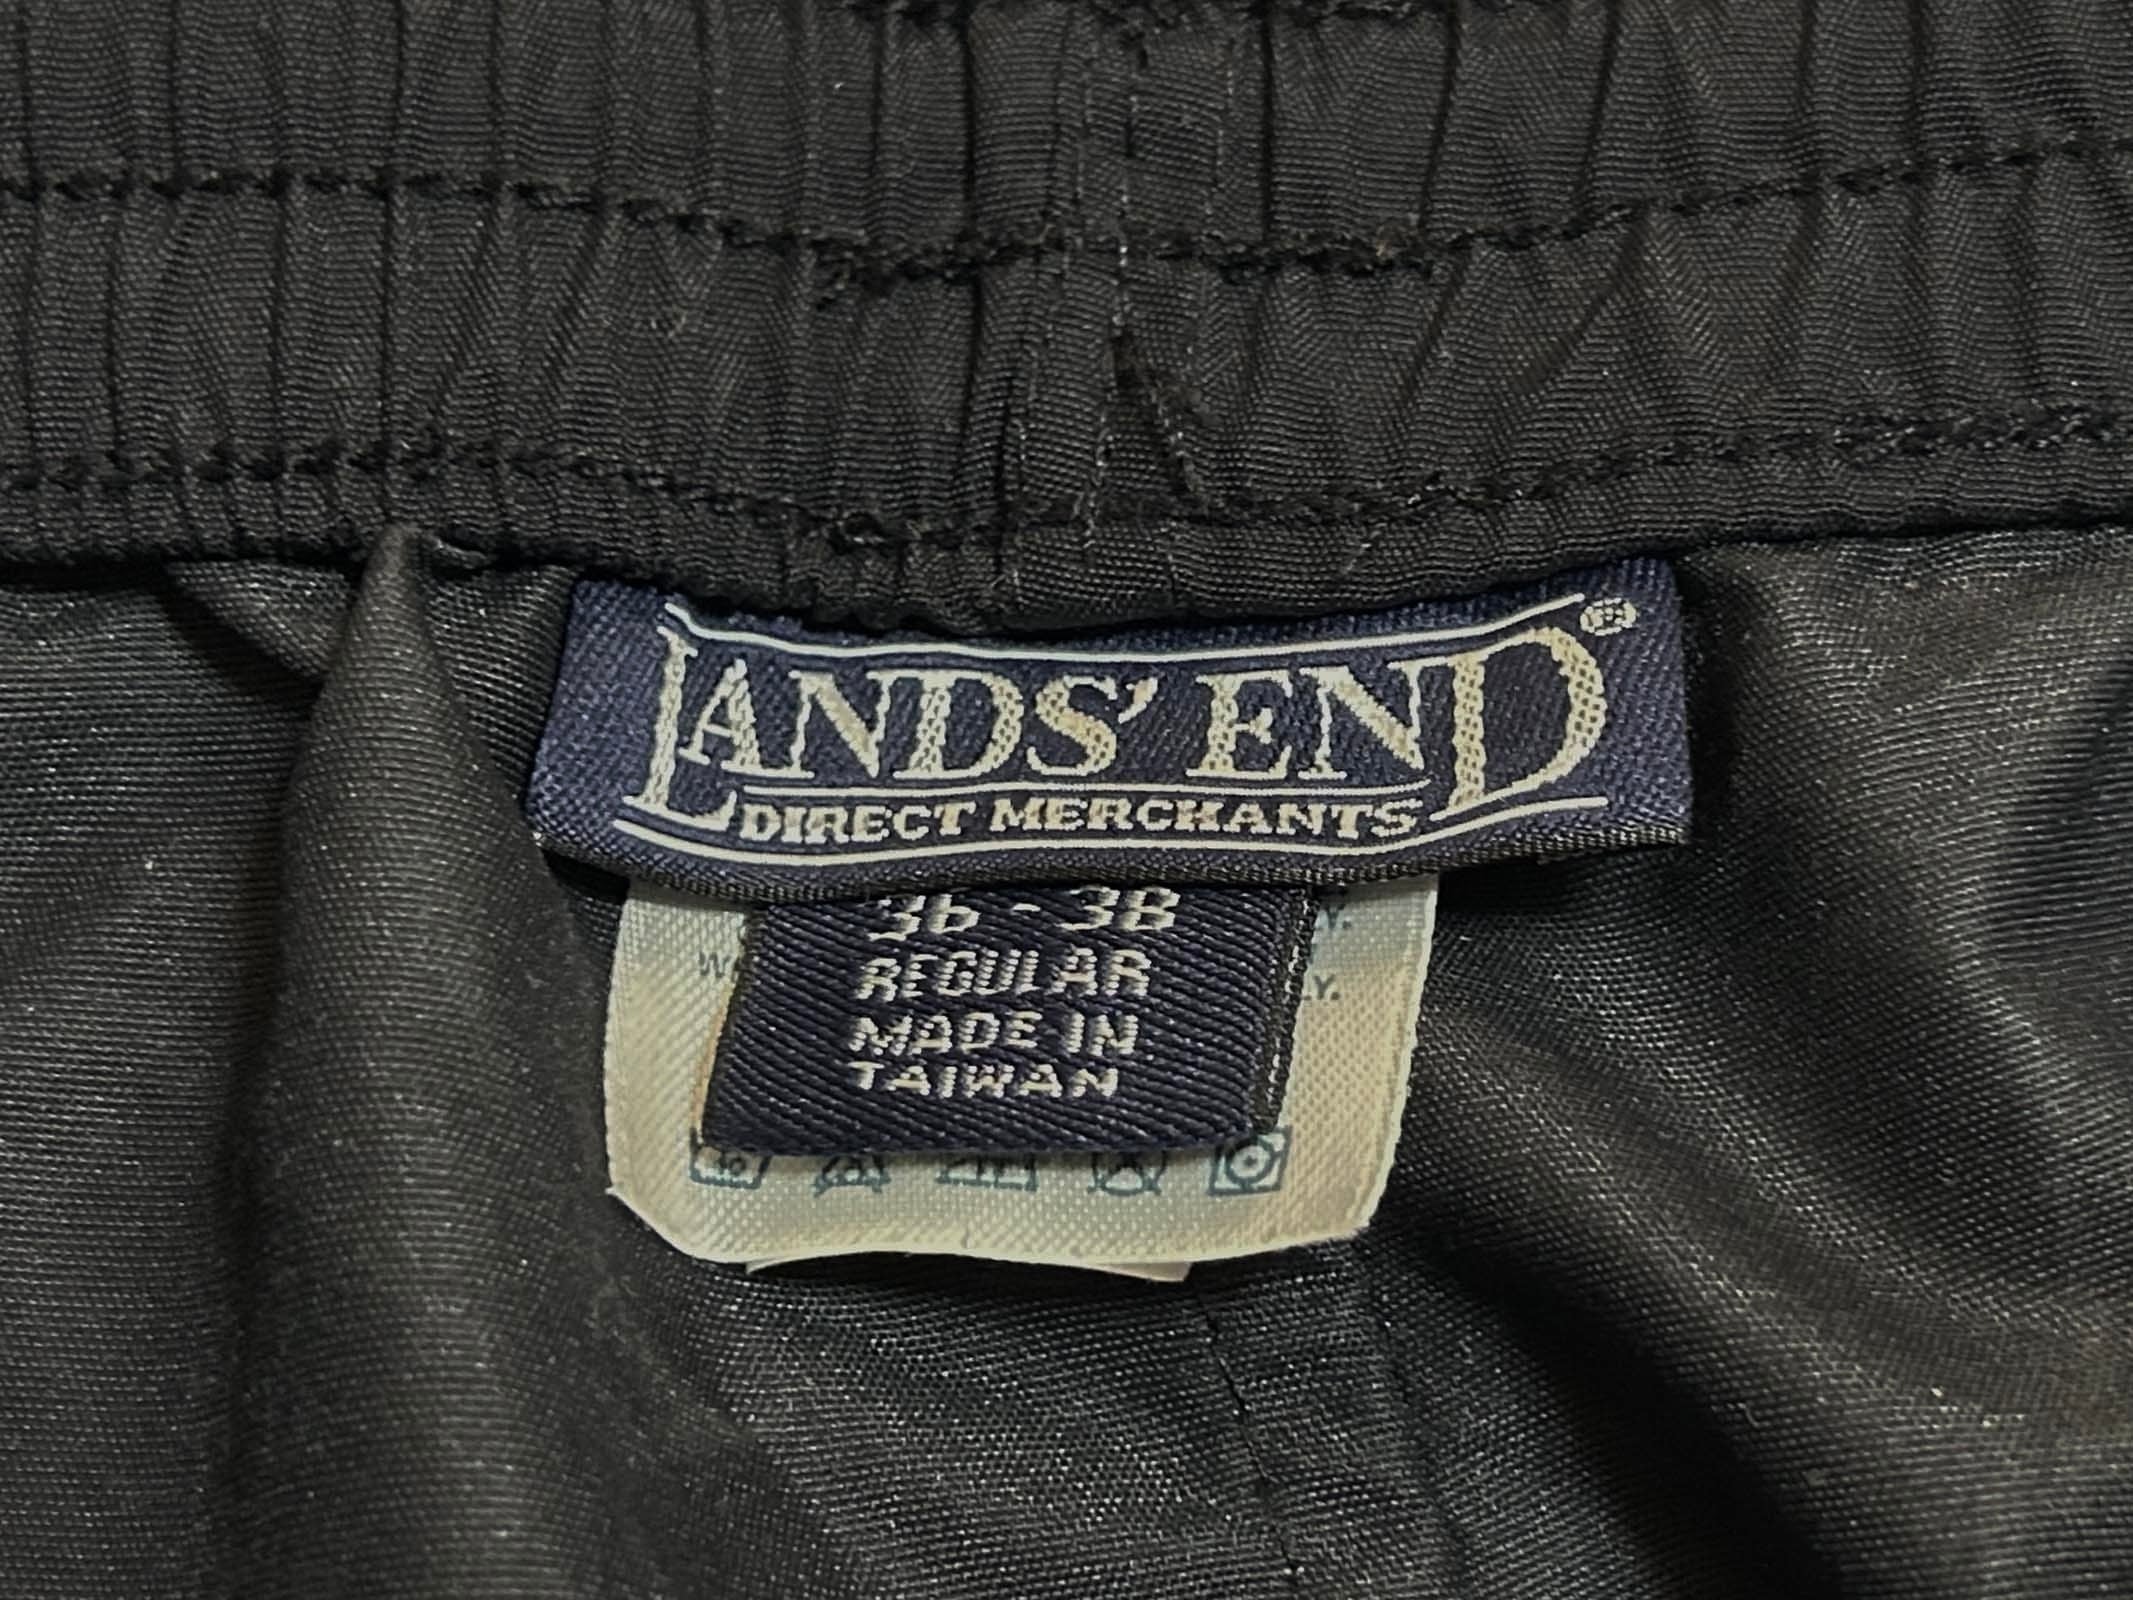 LANDS' END®
DIRECT MERCHANTS
36 - 38
REGULAR
MADE IN
TAIWAN